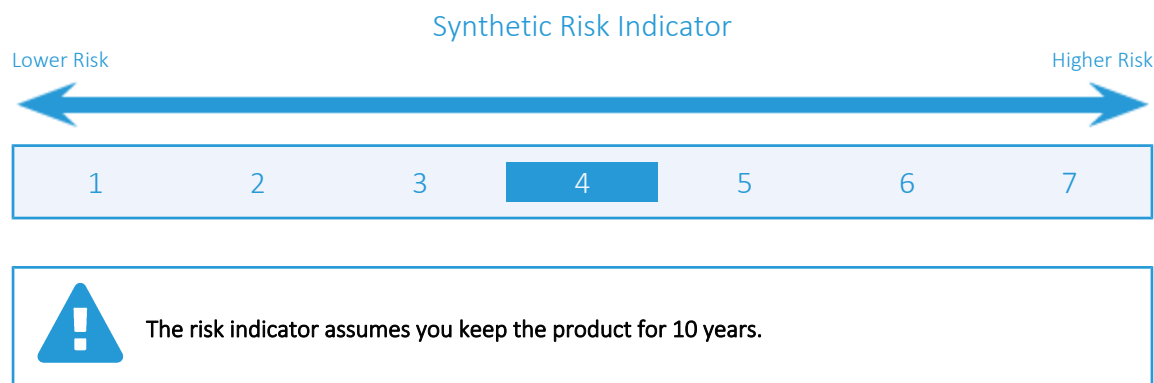 Synthetic Risk Indicator
Lower Risk Higher Risk
1 2 3 4 5 6 7
The risk indicator assumes you keep the product for 10 years.